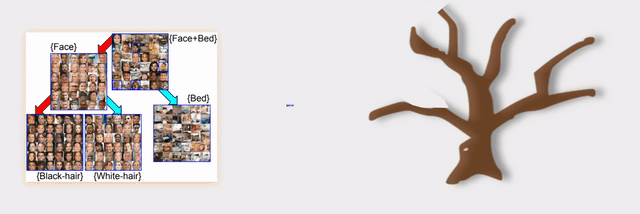 {Face}
{Face+Bed}
{Bed}
{Black-hair}
{White-hair}